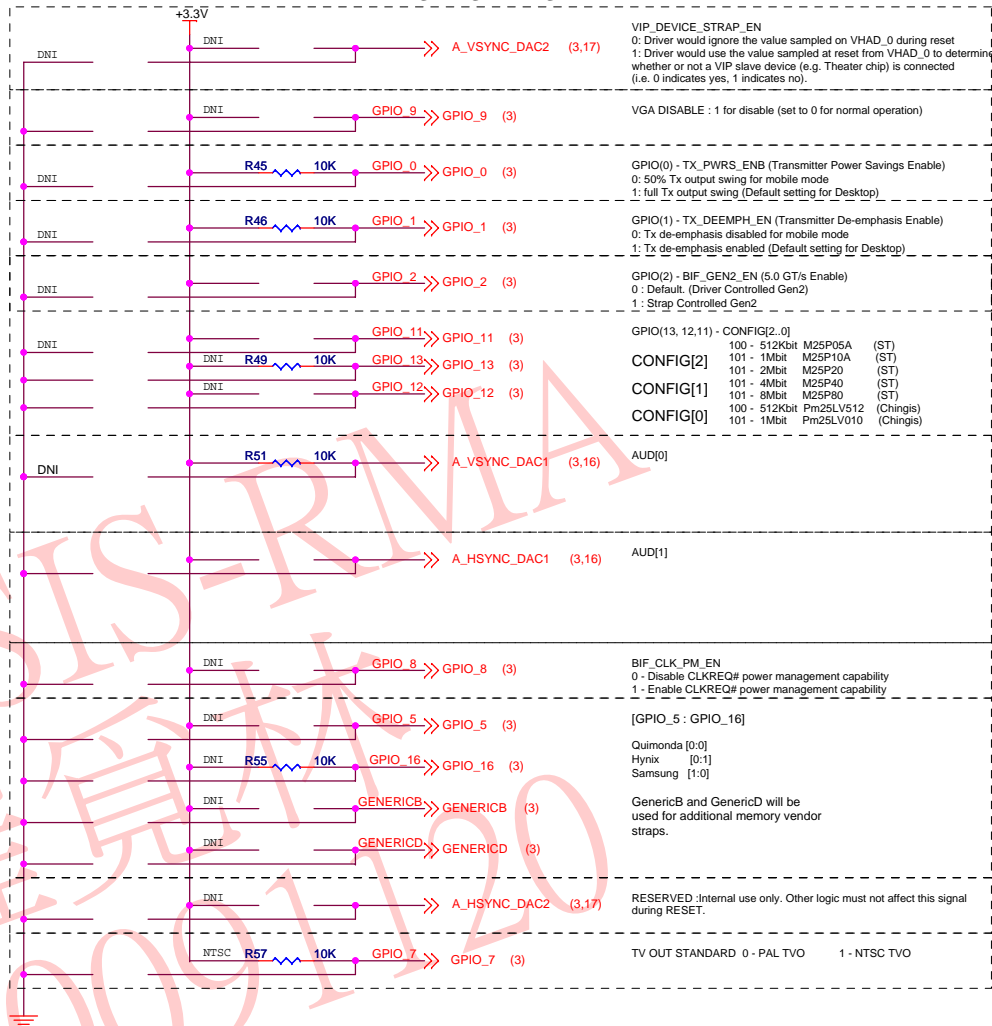 +3.3V
DNI
DNI
A_VSYNC_DAC2 (3,17)
VIP_DEVICE_STRAP_EN
0: Driver would ignore the value sampled on VHAD_0 during reset
1: Driver would use the value sampled at reset from VHAD_0 to determine
whether or not a VIP slave device (e.g. Theater chip) is connected
(i.e. 0 indicates yes, 1 indicates no).
DNI
GPIO_9
GPIO_9 (3)
VGA DISABLE : 1 for disable (set to 0 for normal operation)
DNI
R45 10K
GPIO_0
GPIO_0 (3)
GPIO(0) - TX_PWRS_ENB (Transmitter Power Savings Enable)
0: 50% Tx output swing for mobile mode
1: full Tx output swing (Default setting for Desktop)
DNI
R46 10K
GPIO_1
GPIO_1 (3)
GPIO(1) - TX_DEEMPH_EN (Transmitter De-emphasis Enable)
0: Tx de-emphasis disabled for mobile mode
1: Tx de-emphasis enabled (Default setting for Desktop)
DNI
GPIO_2
GPIO_2 (3)
GPIO(2) - BIF_GEN2_EN (5.0 GT/s Enable)
0 : Default. (Driver Controlled Gen2)
1 : Strap Controlled Gen2
DNI
GPIO_11
GPIO_11 (3)
DNI R49 10K
GPIO_13
GPIO_13 (3)
DNI
GPIO_12
GPIO_12 (3)
GPIO(13, 12,11) - CONFIG[2..0]
CONFIG[2]
CONFIG[1]
CONFIG[0]
100 - 512Kbit M25P05A (ST)
101 - 1Mbit M25P10A (ST)
101 - 2Mbit M25P20 (ST)
101 - 4Mbit M25P40 (ST)
101 - 8Mbit M25P80 (ST)
100 - 512Kbit Pm25LV512 (Chingis)
101 - 1Mbit Pm25LV010 (Chingis)
DNI
R51 10K
A_VSYNC_DAC1 (3,16)
AUD[0]
A_HSYNC_DAC1 (3,16)
AUD[1]
DNI
GPIO_8
GPIO_8 (3)
BIF_CLK_PM_EN
0 - Disable CLKREQ# power management capability
1 - Enable CLKREQ# power management capability
DNI
GPIO_5
GPIO_5 (3)
DNI R55 10K
GPIO_16
GPIO_16 (3)
DNI
GENERICB
GENERICB (3)
DNI
GENERICD
GENERICD (3)
[GPIO_5 : GPIO_16]
Quimonda [0:0]
Hynix [0:1]
Samsung [1:0]
GenericB and GenericD will be
used for additional memory vendor
straps.
DNI
A_HSYNC_DAC2 (3,17)
RESERVED :Internal use only. Other logic must not affect this signal
during RESET.
NTSC R57 10K
GPIO_7
GPIO_7 (3)
TV OUT STANDARD 0 - PAL TVO 1 - NTSC TVO
SIS-RMA
覓林
0091120